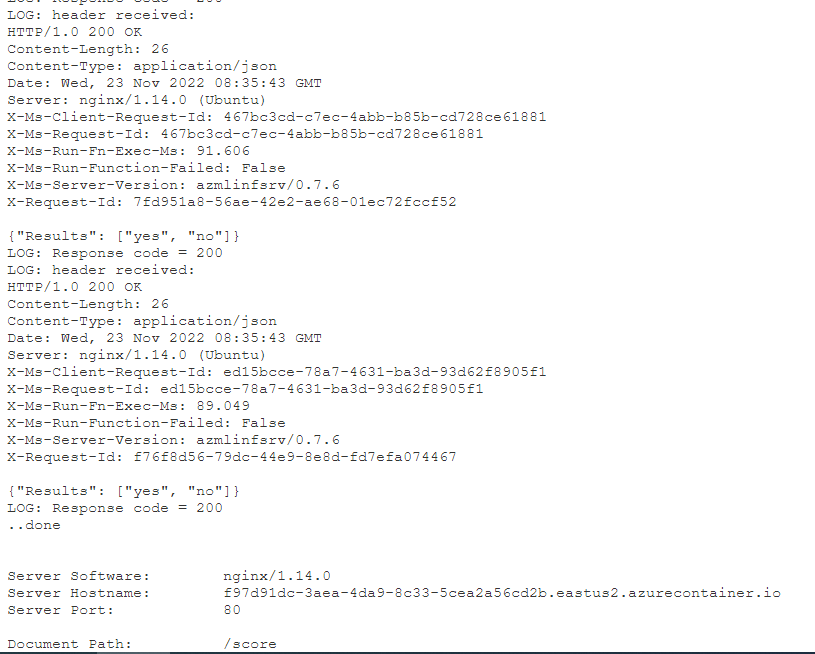 LOG: Response code = 200
LOG: header received:
HTTP/1.0 200 OK
Content-Length: 26
Content-Type: application/json
Date: Wed, 23 Nov 2022 08:35:43 GMT
Server: nginx/1.14.0 (Ubuntu)
X-Ms-Client-Request-Id: 467bc3cd-c7ec-4abb-b85b-cd728ce61881
X-Ms-Request-Id: 467bc3cd-c7ec-4abb-b85b-cd728ce61881
X-Ms-Run-Fn-Exec-Ms: 91.606
X-Ms-Run-Function-Failed: False
X-Ms-Server-Version: azmlinfsrv/0.7.6
X-Request-Id: 7fd951a8-56ae-42e2-ae68-01ec72fccf52
{"Results": ["yes", "no"]}
LOG: Response code = 200
LOG: header received:
HTTP/1.0 200 OK
Content-Length: 26
Content-Type: application/json
Date: Wed, 23 Nov 2022 08:35:43 GMT
Server: nginx/1.14.0 (Ubuntu)
X-Ms-Client-Request-Id: ed15bcce-78a7-4631-ba3d-93d62f8905f1
X-Ms-Request-Id: ed15bcce-78a7-4631-ba3d-93d62f8905f1
X-Ms-Run-Fn-Exec-Ms: 89.049
X-Ms-Run-Function-Failed: False
X-Ms-Server-Version: azmlinfsrv/0.7.6
X-Request-Id: f76f8d56-79dc-44e9-8e8d-fd7efa074467
{"Results": ["yes", "no"]}
LOG: Response code = 200
..done
Server Software: nginx/1.14.0
Server Hostname: f97d91dc-3aea-4da9-8c33-5cea2a56cd2b.eastus2.azurecontainer.io
Server Port: 80
Document Path: /score